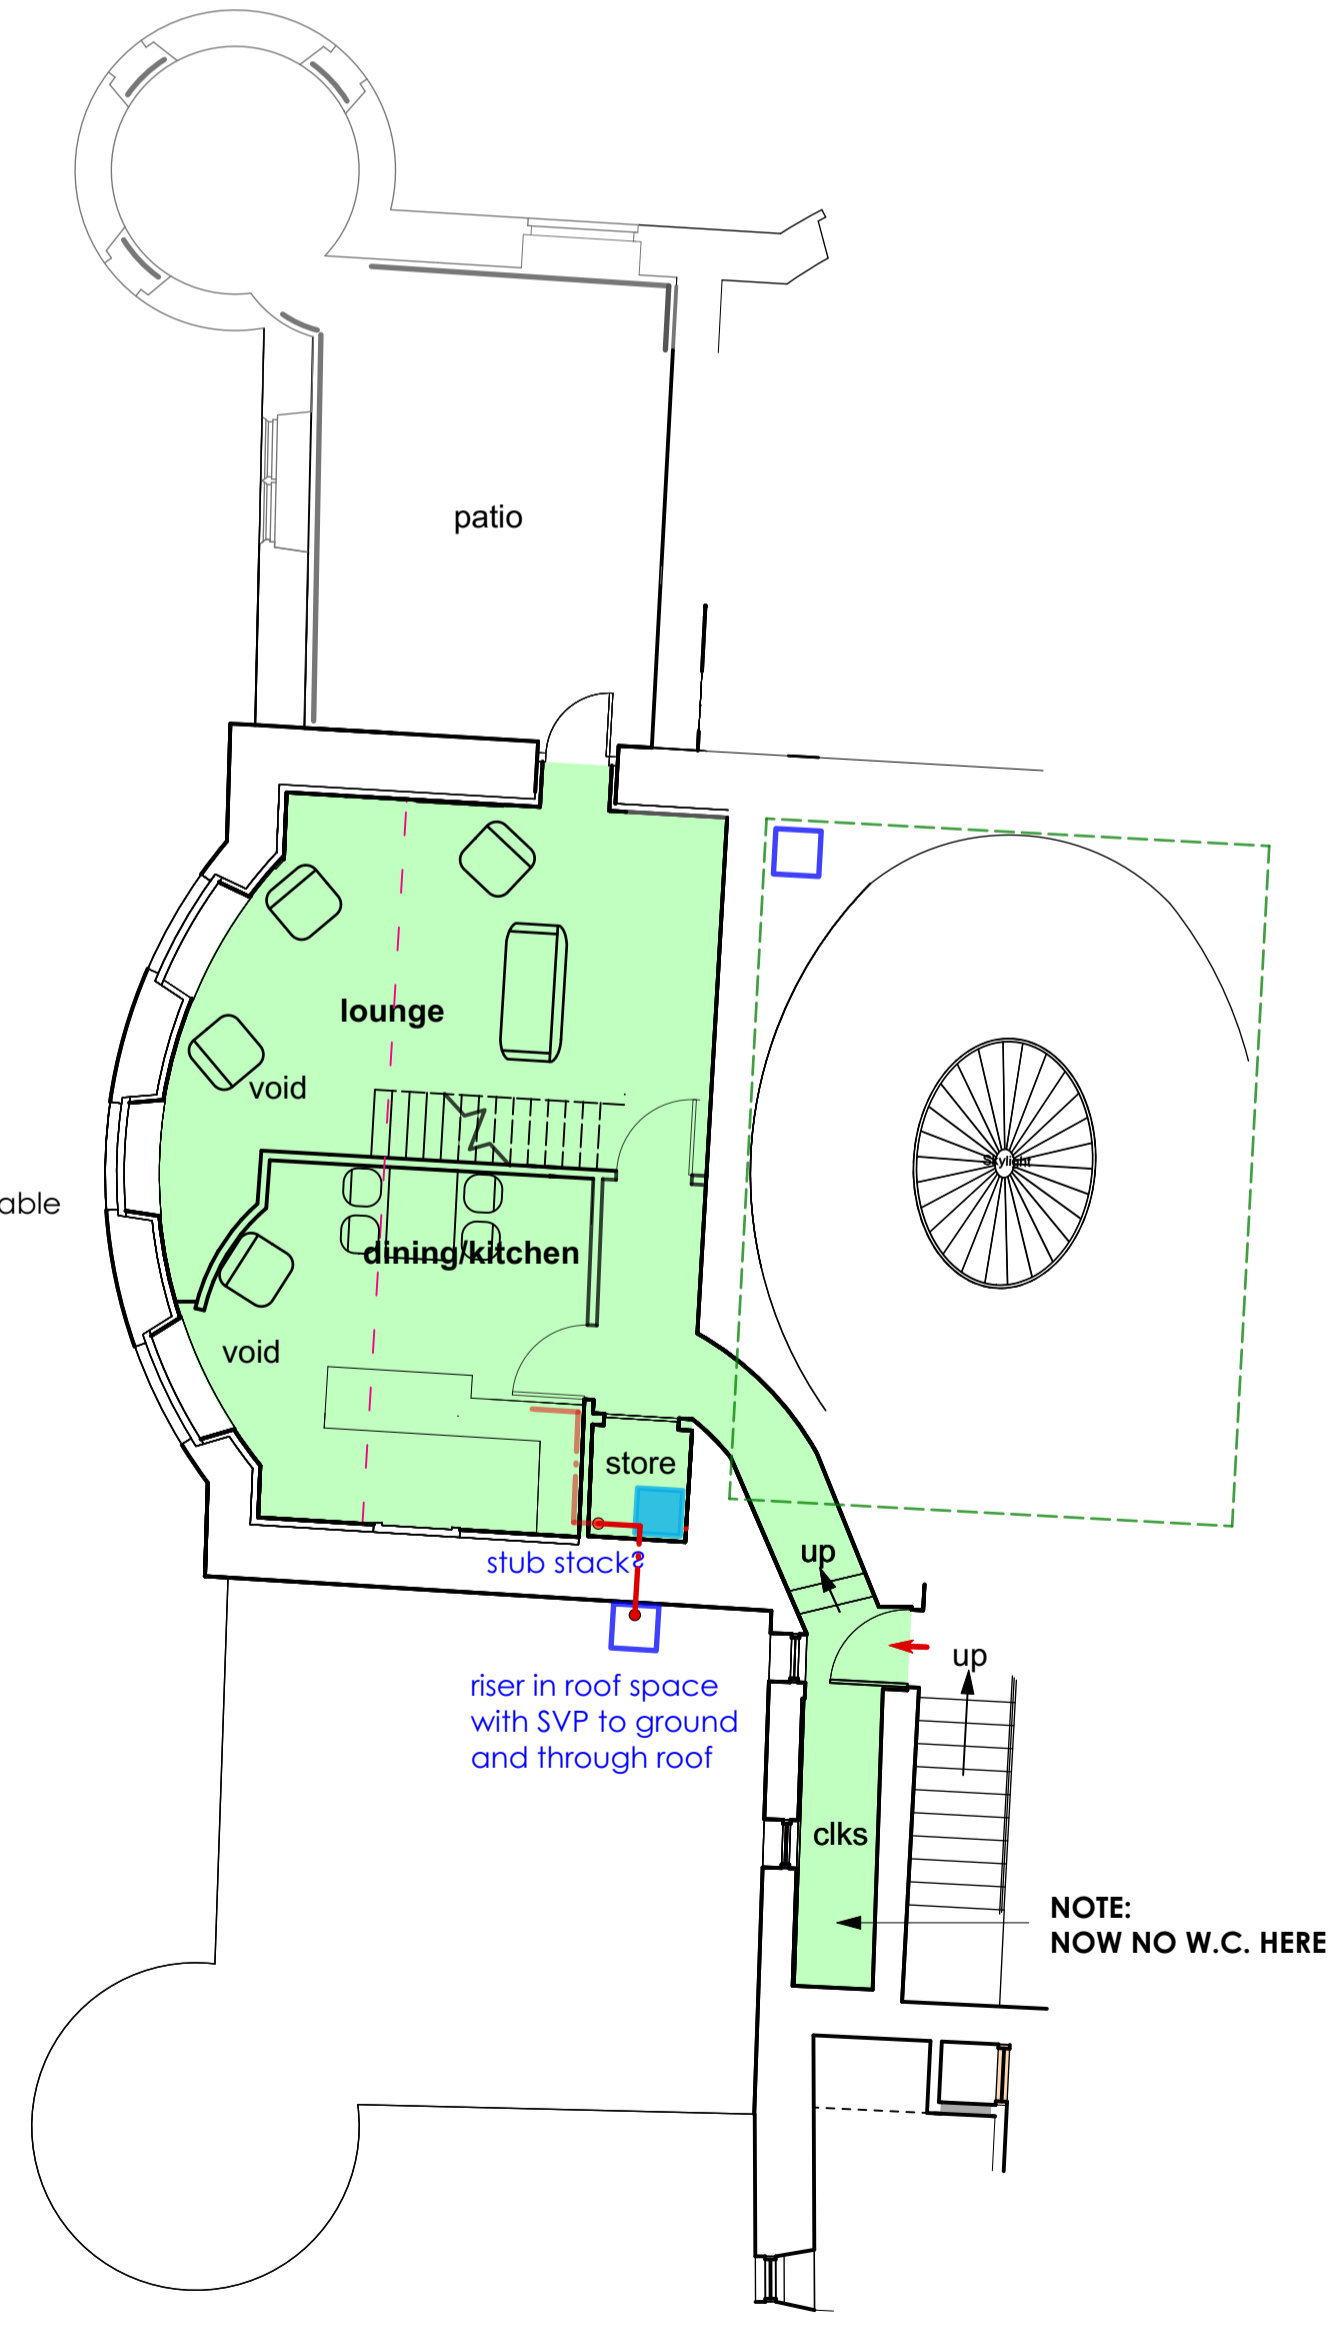 patio
lounge
void
Skylight
able
dining/kitchen
void
store
up
stub stack?
up
riser in roof space
with SVP to ground
and through roof
clks
NOTE:
NOW NO W.C. HERE